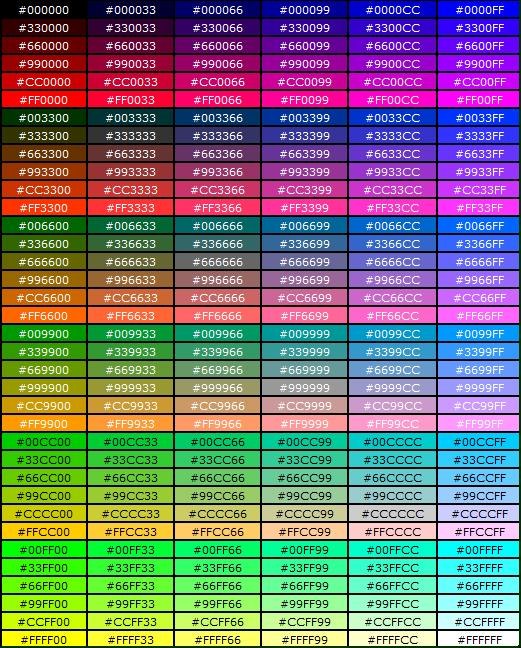 #000000 #000033 #000066 #000099 #0000CC #0000FF
#330000 #330033 #330066 #330099 #3300CC #3300FF
#660000 #660033 #660066 #660099 #6600CC #6600FF
#990000 #990033 #990066 #990099 #9900CC #9900FF
#CC0000 #CC0033 #CC0066 #CC0099 #CC00CC #CC00FF
#FF0000 #FF0033 #FF0066 #FF0099 #FF00CC #FF00FF
#003300 #003333 #003366 #003399 #0033CC #0033FF
#333300 #333333 #333366 #333399 #3333CC #3333FF
#663300 #663333 #663366 #663399 #6633CC #6633FF
#993300 #993333 #993366 #993399 #9933CC #9933FF
#CC3300 #CC3333 #CC3366 #CC3399 #CC33CC #CC33FF
#FF3300 #FF3333 #FF3366 #FF3399 #FF33CC #FF33FF
#006600 #006633 #006666 #006699 #0066CC #0066FF
#336600 #336633 #336666 #336699 #3366CC #3366FF
#666600 #666633 #666666 #666699 #6666CC #6666FF
#996600 #996633 #996666 #996699 #9966CC #9966FF
#CC6600 #CC6633 #CC6666 #CC6699 #CC66CC #CC66FF
#FF6600 #FF6633 #FF6666 #FF6699 #FF66CC #FF66FF
#009900 #009933 #009966 #009999 #0099CC #0099FF
#339900 #339933 #339966 #339999 #3399CC #3399FF
#669900 #669933 #669966 #669999 #6699CC #6699FF
#999900 #999933 #999966 #999999 #9999CC #9999FF
#CC9900 #CC9933 #CC9966 #CC9999 #CC99CC #CC99FF
#FF9900 #FF9933 #FF9966 #FF9999 #FF99CC #FF99FF
#00CC00 #00CC33 #00CC66 #00CC99 #00CCCC #00CCFF
#33CC00 #33CC33 #33CC66 #33CC99 #33CCCC #33CCFF
#66CC00 #66CC33 #66CC66 #66CC99 #66CCCC #66CCFF
#99CC00 #99CC33 #99CC66 #99CC99 #99CCCC #99CCFF
#CCCC00 #CCCC33 #CCCC66 #CCCC99 #CCCCCC #CCCCFF
#FFCC00 #FFCC33 #FFCC66 #FFCC99 #FFCCCC #FFCCFF
#00FF00 #00FF33 #00FF66 #00FF99 #00FFCC #00FFFF
#33FF00 #33FF33 #33FF66 #33FF99 #33FFCC #33FFFF
#66FF00 #66FF33 #66FF66 #66FF99 #66FFCC #66FFFF
#99FF00 #99FF33 #99FF66 #99FF99 #99FFCC #99FFFF
#CCFF00 #CCFF33 #CCFF66 #CCFF99 #CCFFCC #CCFFFF
#FFFF00 #FFFF33 #FFFF66 #FFFF99 #FFFFCC #FFFFFF